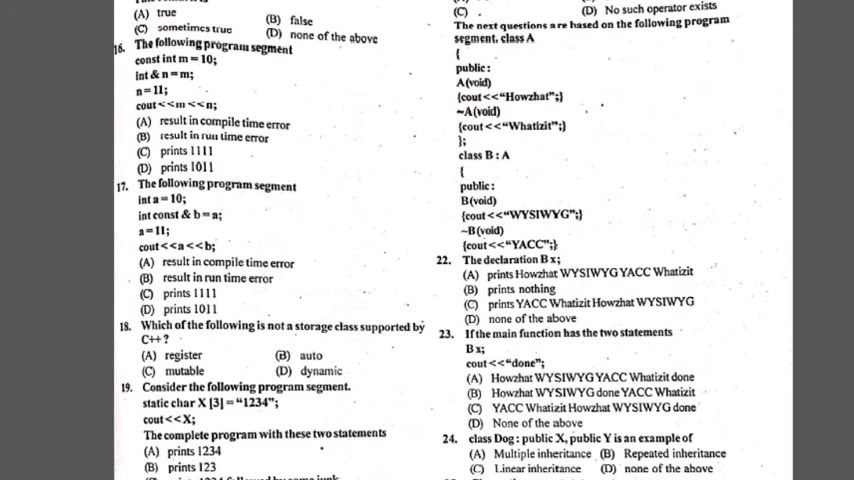 (A) true
(B) false
(C) sometimes true
(D) none of the above
16. The following program segment
const int m = 10;
int & n = m;
n = 11;
cout < < m < < n;
(A) result in compile time error
(B) result in run time error
(C) prints 1111
(D) prints 1011
17. The following program segment
int a = 10;
int const & b = a;
a = 11;
cout < < a < < b;
(A) result in compile time error
(B) result in run time error
(C) prints 1111
(D) prints 1011
18. Which of the following is not a storage class supported by
C++ ?
(A) register
(B) auto
(C) mutable
(D) dynamic
19. Consider the following program segment.
static char X [3] = "1234";
cout < < X;
The complete program with these two statements
(A) prints 1234
(B) prints 123
(C) .
(D) No such operator exists
The next questions are based on the following program
segment. class A
{
public :
A(void)
{cout <<"Howzhat";}
~A(void)
{cout <<"Whatizit";}
};
class B : A
{
public :
B(void)
{cout <<"WYSIWYG";}
~B(void)
{cout <<"YACC";}
22. The declaration B x;
(A) prints Howzhat WYSIWYG YACC Whatizit
(B) prints nothing
(C) prints YACC Whatizit Howzhat WYSIWYG
(D) none of the above
23. If the main function has the two statements
B x;
cout <<"done";
(A) Howzhat WYSIWYG YACC Whatizit done
(B) Howzhat WYSIWYG done YACC Whatizit
(C) YACC Whatizit Howzhat WYSIWYG done
(D) None of the above
24. class Dog : public X, public Y is an example of
(A) Multiple inheritance
(B) Repeated inheritance
(C) Linear inheritance
(D) none of the above